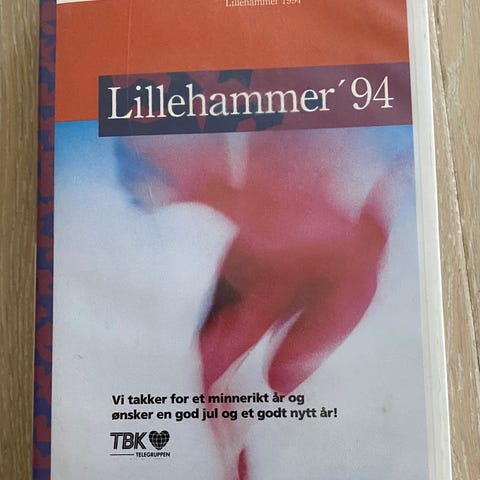 Lillehammer 1994
Lillehammer´94
Vi takker for et minnerikt år og
ønsker en god jul og et godt nytt år!
TBK
TELEGRUPPEN